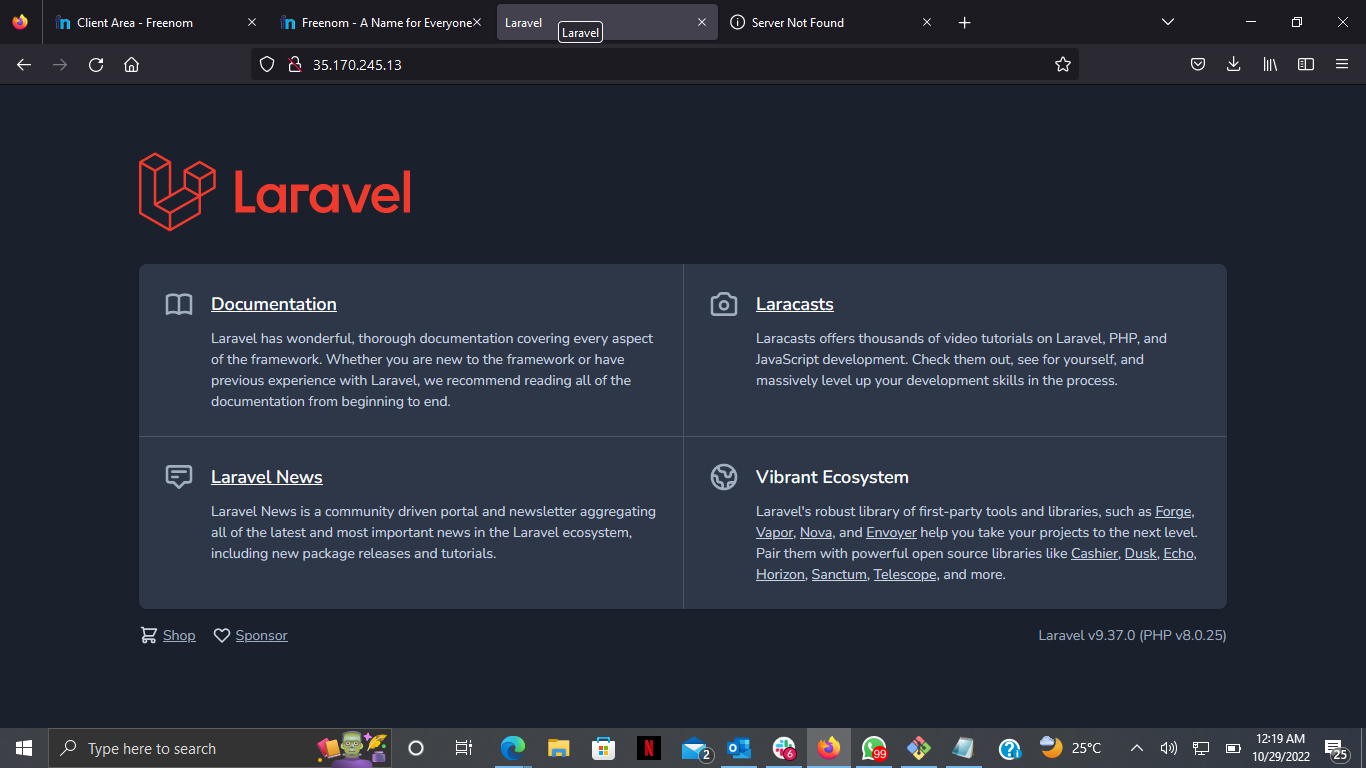 Client Area - Freenom
Freenom - A Name for Everyone
Laravel
Server Not Found
Laravel
35.170.245.13
Laravel
Documentation
Laravel has wonderful, thorough documentation covering every aspect
of the framework. Whether you are new to the framework or have
previous experience with Laravel, we recommend reading all of the
documentation from beginning to end.
Laracasts
Laracasts offers thousands of video tutorials on Laravel, PHP, and
JavaScript development. Check them out, see for yourself, and
massively level up your development skills in the process.
Laravel News
Laravel News is a community driven portal and newsletter aggregating
all of the latest and most important news in the Laravel ecosystem,
including new package releases and tutorials.
Vibrant Ecosystem
Laravel's robust library of first-party tools and libraries, such as Forge,
Vapor, Nova, and Envoyer help you take your projects to the next level.
Pair them with powerful open source libraries like Cashier, Dusk, Echo,
Horizon, Sanctum, Telescope, and more.
Shop
Sponsor
Laravel v9.37.0 (PHP v8.0.25)
Type here to search
N
2
6
99
25°C
12:19 AM
10/29/2022
25